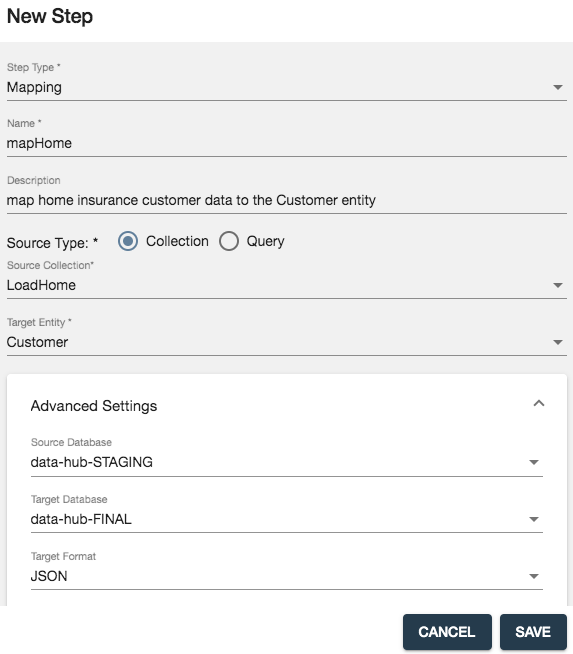 New Step
Step Type *
Mapping
Name *
mapHome
Description
map home insurance customer data to the Customer entity
Source Type: * Collection Query
Source Collection*
LoadHome
Target Entity *
Customer
Advanced Settings
Source Database
data-hub-STAGING
Target Database
data-hub-FINAL
Target Format
JSON
CANCEL SAVE